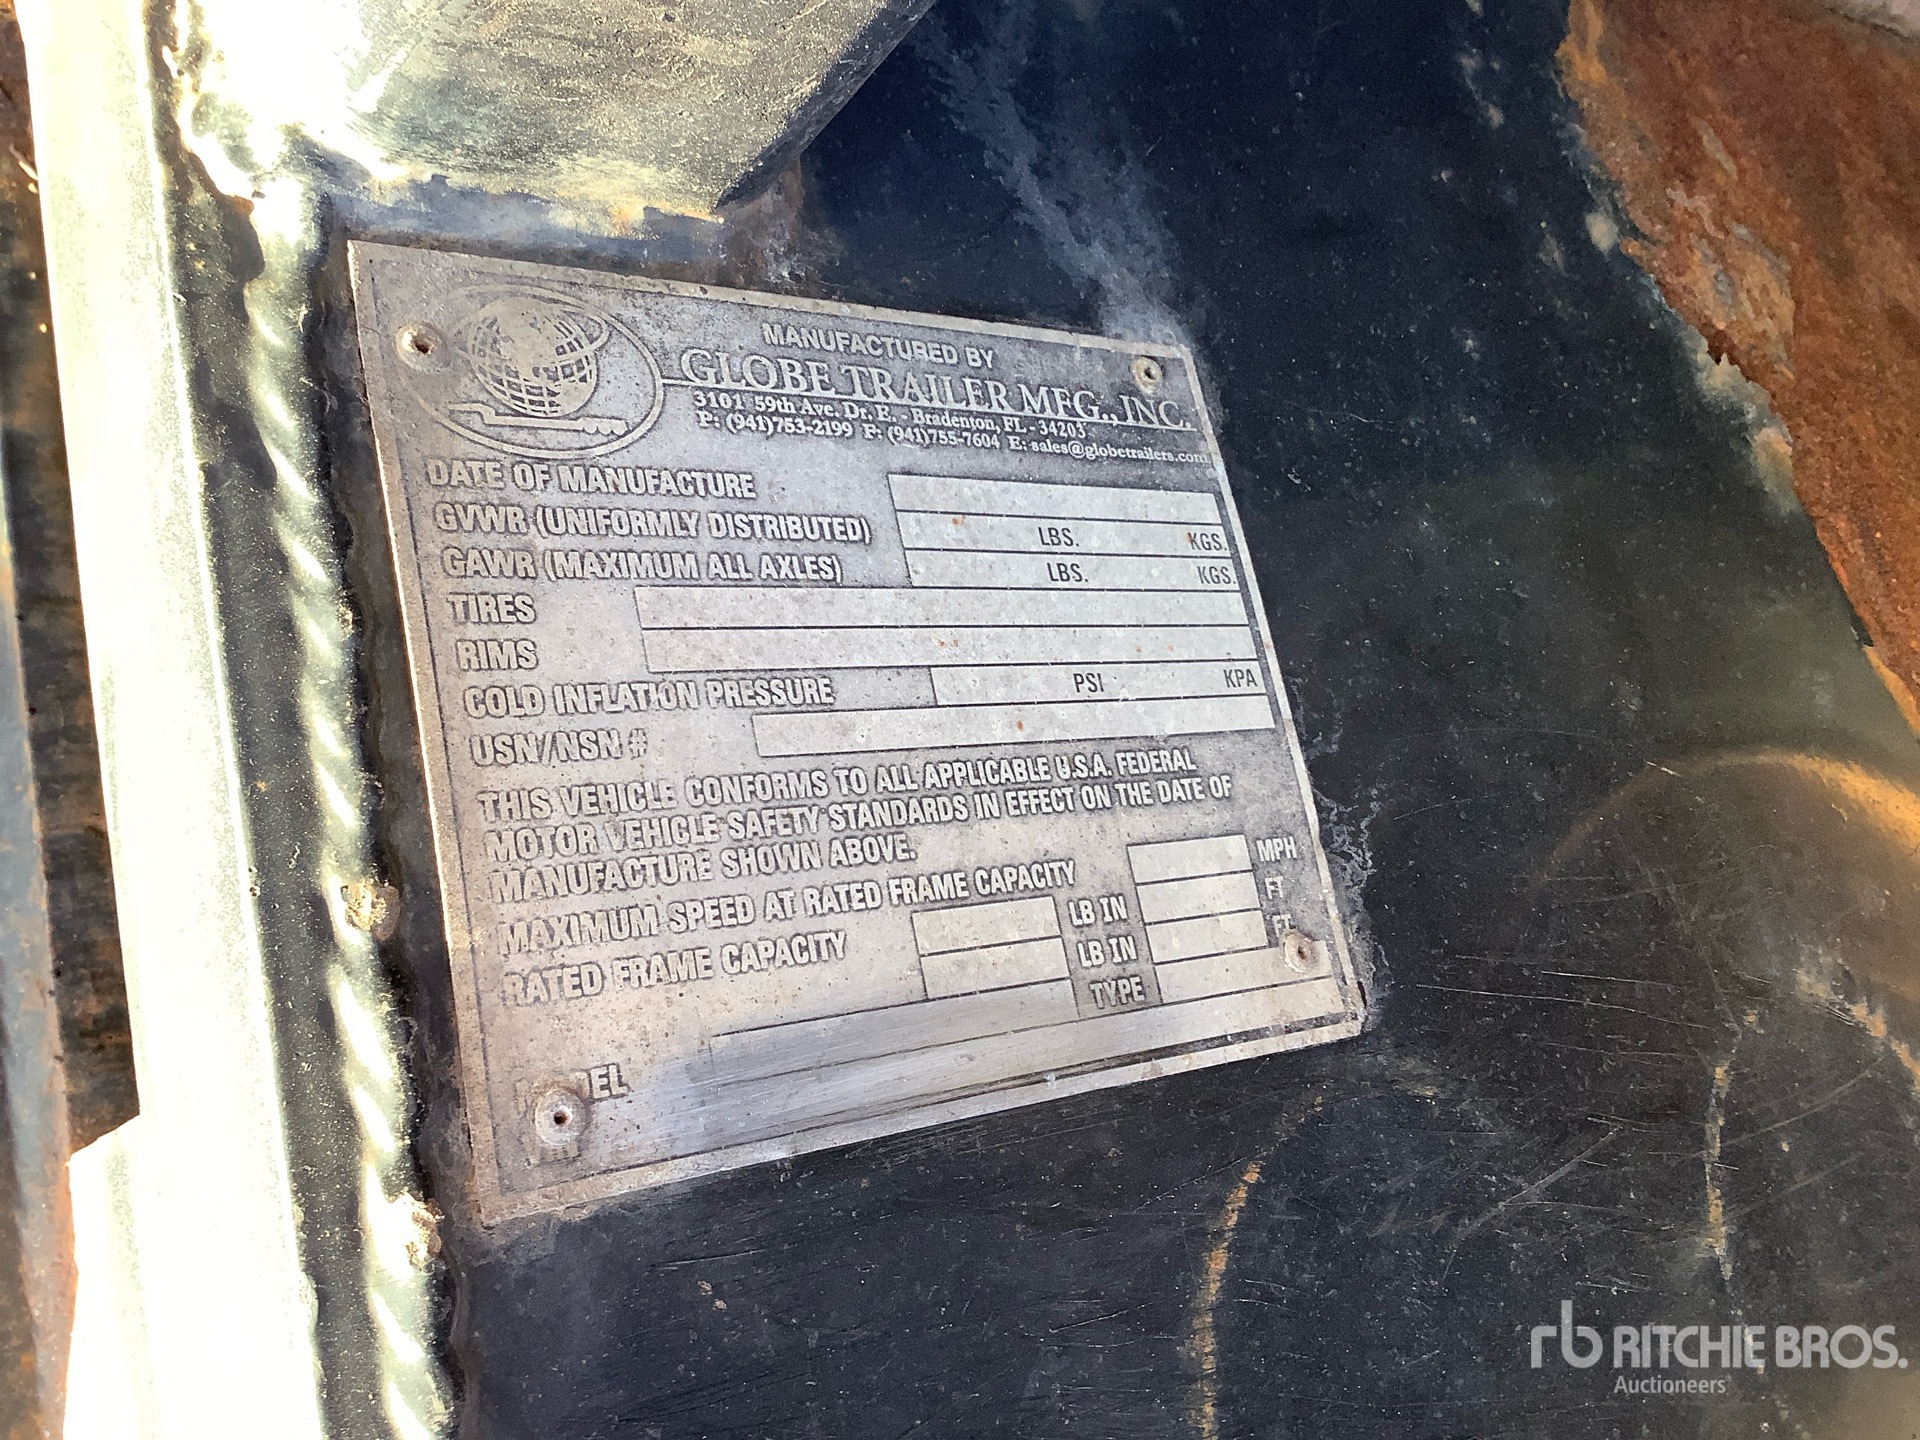 MANUFACTURED BY
GLOBE TRAILER MFG., INC.
3101 59th Ave. Dr. E. - Bradenton, FL - 34203
P: (941)753-2199 F: (941)755-7604 E: sales@globetrailers.com
DATE OF MANUFACTURE
GVWR (UNIFORMLY DISTRIBUTED) LBS. KGS.
GAWR (MAXIMUM ALL AXLES) LBS. KGS.
TIRES
RIMS
COLD INFLATION PRESSURE PSI KPA
USN/NSN #
THIS VEHICLE CONFORMS TO ALL APPLICABLE U.S.A. FEDERAL
MOTOR VEHICLE SAFETY STANDARDS IN EFFECT ON THE DATE OF
MANUFACTURE SHOWN ABOVE.
MAXIMUM SPEED AT RATED FRAME CAPACITY MPH
RATED FRAME CAPACITY LB IN FT
LB IN FT
TYPE
MODEL
rb RITCHIE BROS.
Auctioneers